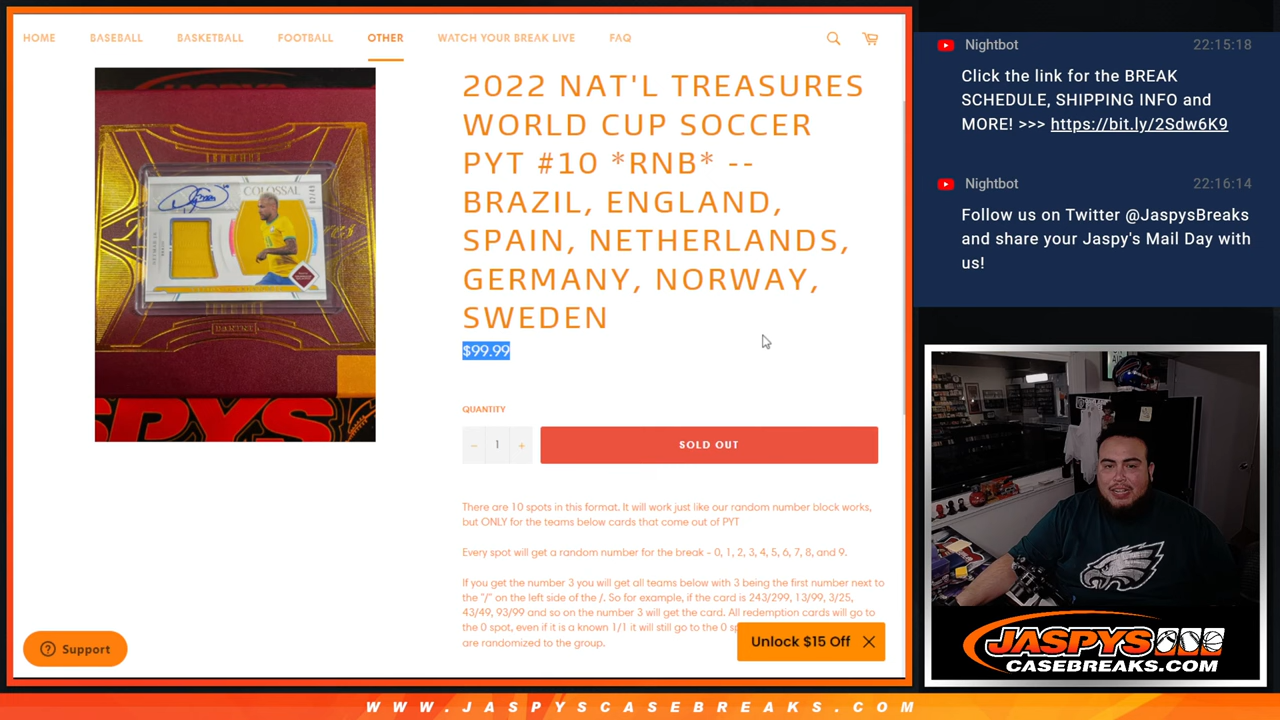 HOME BASEBALL BASKETBALL FOOTBALL OTHER WATCH YOUR BREAK LIVE FAQ
COLOSSAL
PANINI
JASPYS
2022 NAT'L TREASURES
WORLD CUP SOCCER
PYT #10 *RNB* --
BRAZIL, ENGLAND,
SPAIN, NETHERLANDS,
GERMANY, NORWAY,
SWEDEN
$99.99
QUANTITY
− 1 +
SOLD OUT
There are 10 spots in this format. It will work just like our random number block works,
but ONLY for the teams below cards that come out of PYT
Every spot will get a random number for the break - 0, 1, 2, 3, 4, 5, 6, 7, 8, and 9.
If you get the number 3 you will get all teams below with 3 being the first number next to
the "/" on the left side of the /. So for example, if the card is 243/299, 13/99, 3/25,
43/49, 93/99 and so on the number 3 will get the card. All redemption cards will go to
the 0 spot, even if it is a known 1/1 it will still go to the 0 sp
are randomized to the group.
Support
Unlock $15 Off
Nightbot 22:15:18
Click the link for the BREAK
SCHEDULE, SHIPPING INFO and
MORE! >>> https://bit.ly/2Sdw6K9
Nightbot 22:16:14
Follow us on Twitter @JaspysBreaks
and share your Jaspy's Mail Day with
us!
JASPYS
CASEBREAKS.COM
WWW.JASPYSCASEBREAKS.COM